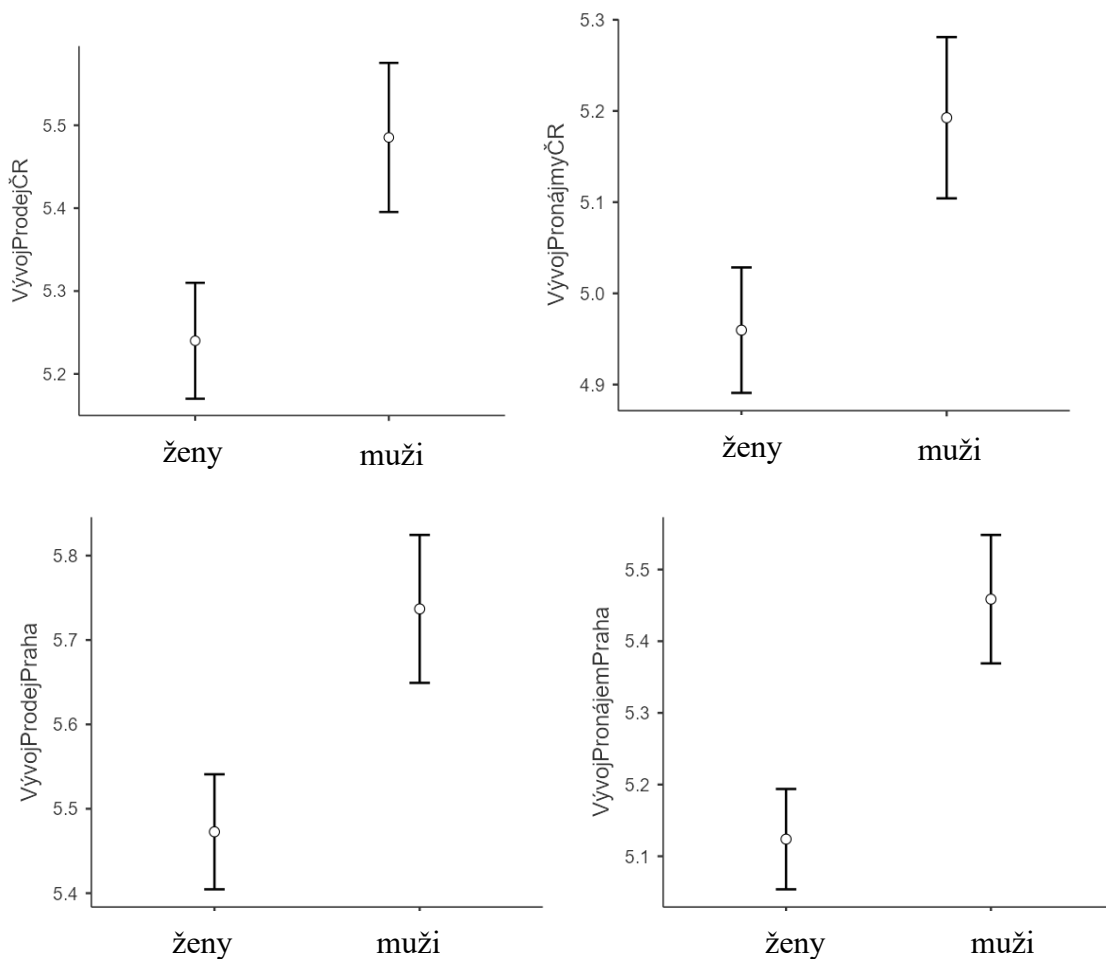 VývojProdejČR
5.5
5.4
5.3
5.2
ženy
muži
VývojPronájmyČR
5.3
5.2
5.1
5.0
4.9
ženy
muži
VývojProdejPraha
5.8
5.7
5.6
5.5
5.4
ženy
muži
VývojPronájemPraha
5.5
5.4
5.3
5.2
5.1
ženy
muži